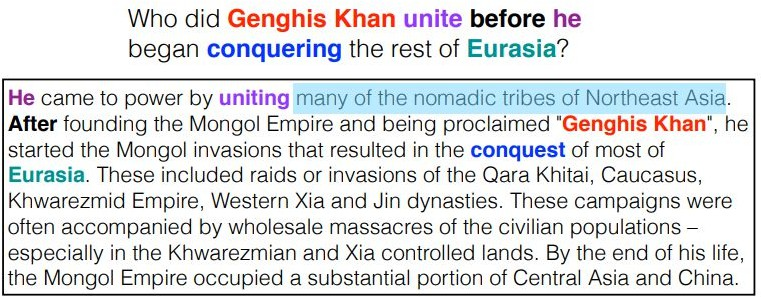 Who did Genghis Khan unite before he
began conquering the rest of Eurasia?
He came to power by uniting many of the nomadic tribes of Northeast Asia.
After founding the Mongol Empire and being proclaimed "Genghis Khan", he
started the Mongol invasions that resulted in the conquest of most of
Eurasia. These included raids or invasions of the Qara Khitai, Caucasus,
Khwarezmid Empire, Western Xia and Jin dynasties. These campaigns were
often accompanied by wholesale massacres of the civilian populations –
especially in the Khwarezmian and Xia controlled lands. By the end of his life,
the Mongol Empire occupied a substantial portion of Central Asia and China.